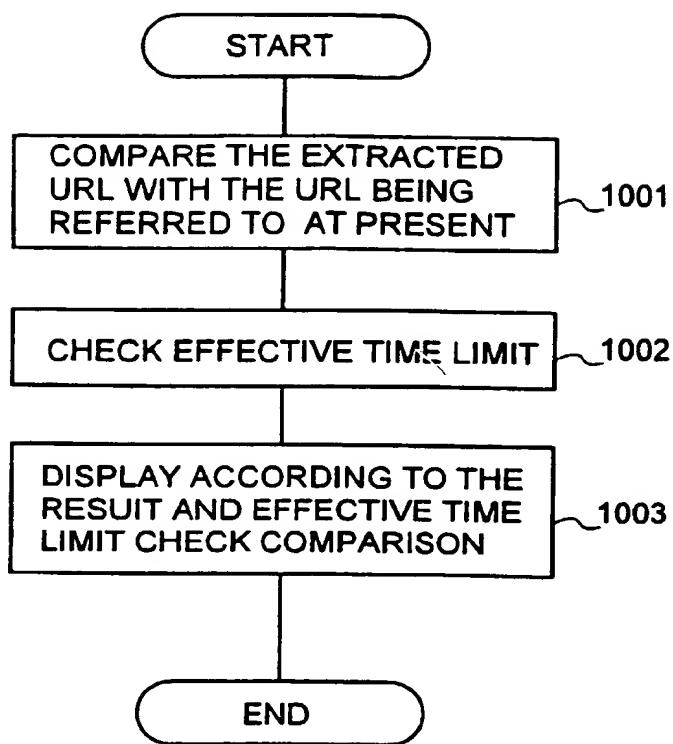 START
COMPARE THE EXTRACTED
URL WITH THE URL BEING
REFERRED TO AT PRESENT
1001
CHECK EFFECTIVE TIME LIMIT
1002
DISPLAY ACCORDING TO THE
RESUIT AND EFFECTIVE TIME
LIMIT CHECK COMPARISON
1003
END